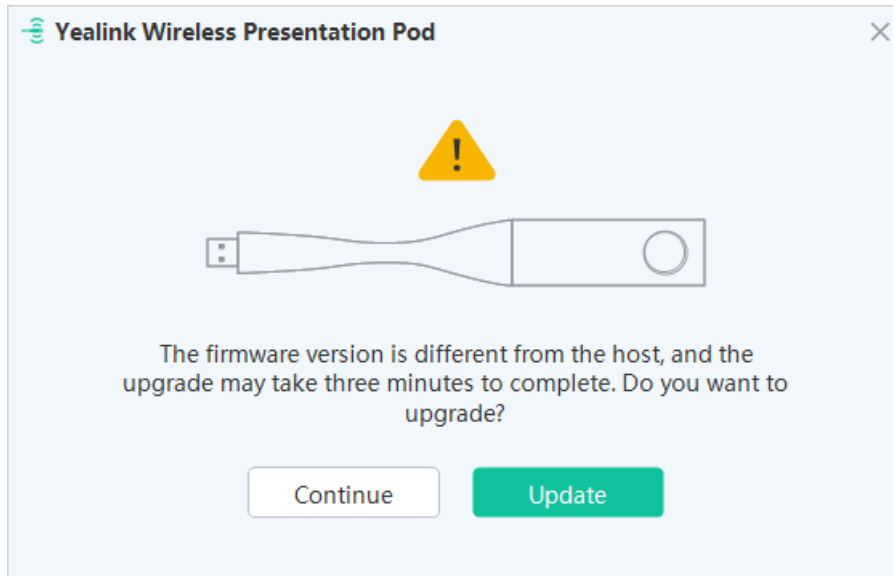 Yealink Wireless Presentation Pod
The firmware version is different from the host, and the
upgrade may take three minutes to complete. Do you want to
upgrade?
Continue
Update